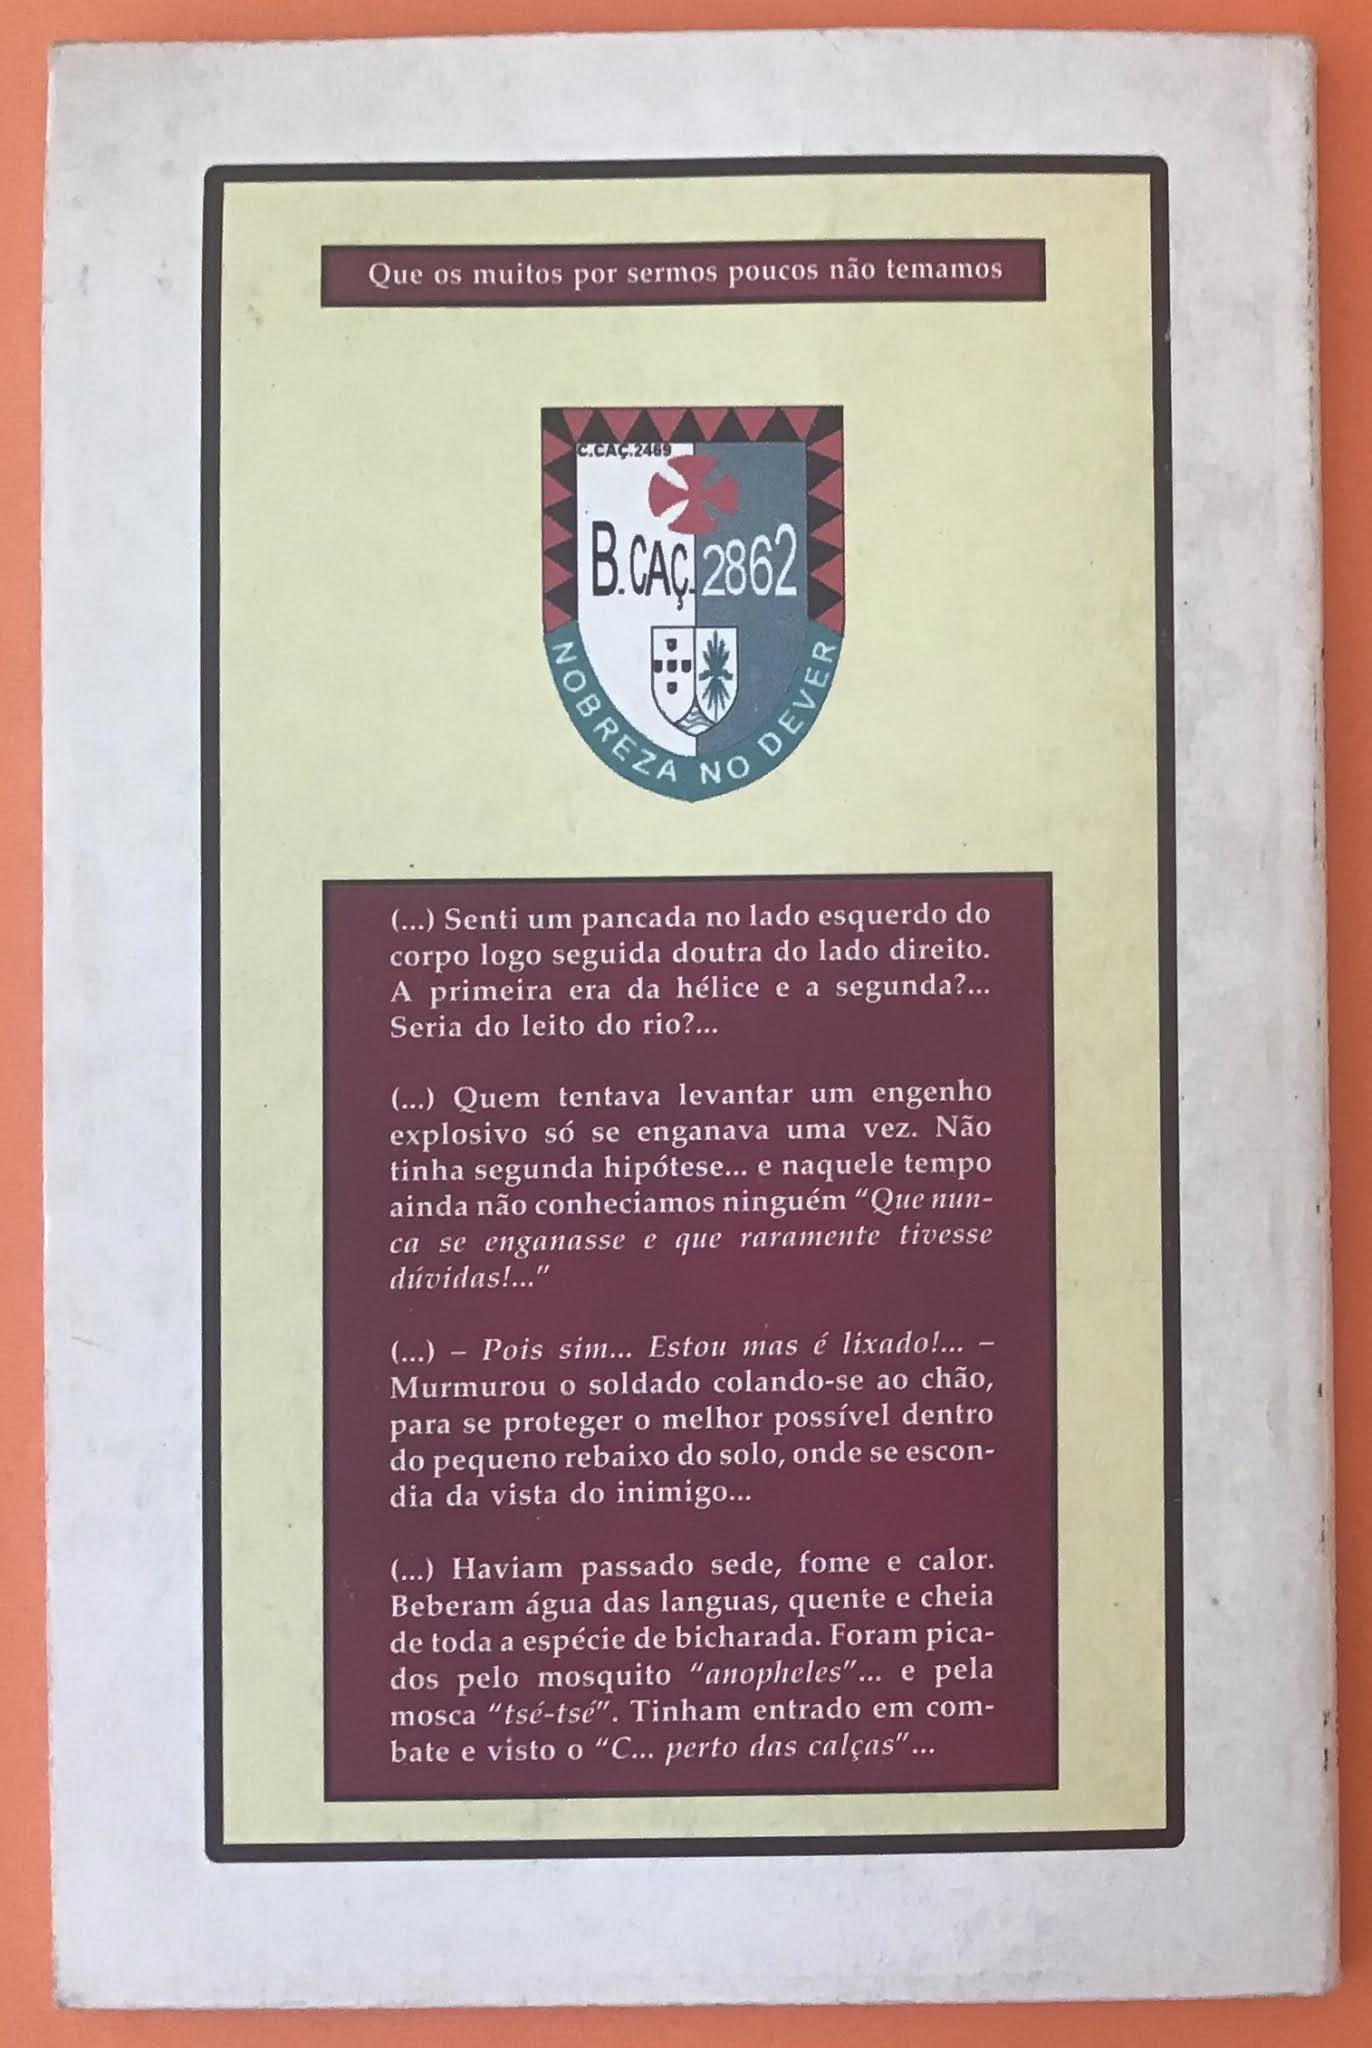 Que os muitos por sermos poucos não temamos
C.CAÇ.2469
B.CAÇ.2862
NOBREZA NO DEVER
(...) Senti um pancada no lado esquerdo do
corpo logo seguida doutra do lado direito.
A primeira era da hélice e a segunda?...
Seria do leito do rio?...
(...) Quem tentava levantar um engenho
explosivo só se enganava uma vez. Não
tinha segunda hipótese... e naquele tempo
ainda não conheciamos ninguém "Que nun-
ca se enganasse e que raramente tivesse
dúvidas!..."
(...) – Pois sim... Estou mas é lixado!... –
Murmurou o soldado colando-se ao chão,
para se proteger o melhor possível dentro
do pequeno rebaixo do solo, onde se escon-
dia da vista do inimigo...
(...) Haviam passado sede, fome e calor.
Beberam água das languas, quente e cheia
de toda a espécie de bicharada. Foram pica-
dos pelo mosquito "anopheles"... e pela
mosca "tsé-tsé". Tinham entrado em com-
bate e visto o "C... perto das calças"...